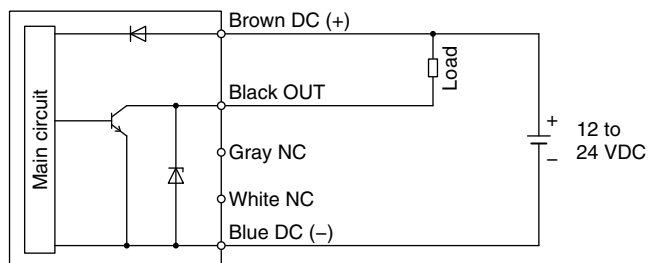 Brown DC (+)
Main circuit
Load
Black OUT
+
12 to
24 VDC
−
Gray NC
White NC
Blue DC (−)